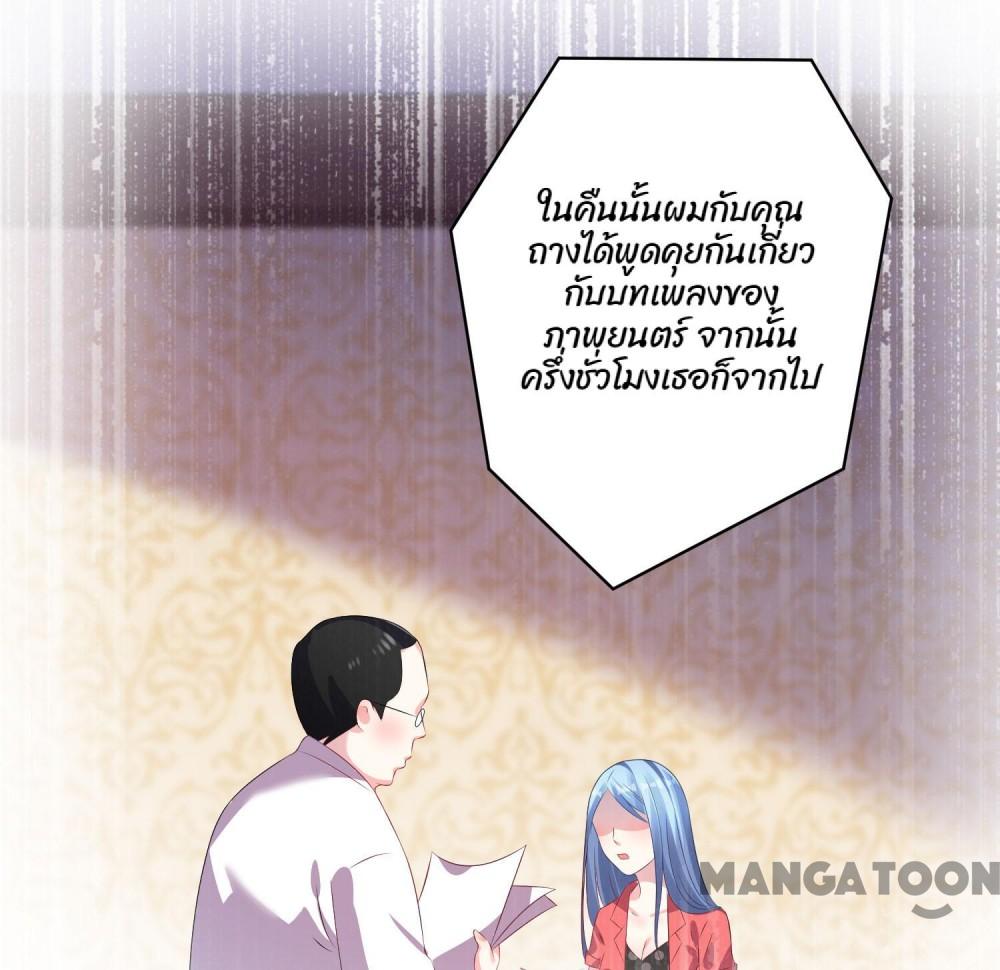 ในคืนนั้นผมกับคุณ
ถางได้พูดคุยกันเกี่ยว
กับบทเพลงของ
ภาพยนตร์ จากนั้น
ครึ่งชั่วโมงเธอก็จากไป
MANGATOON